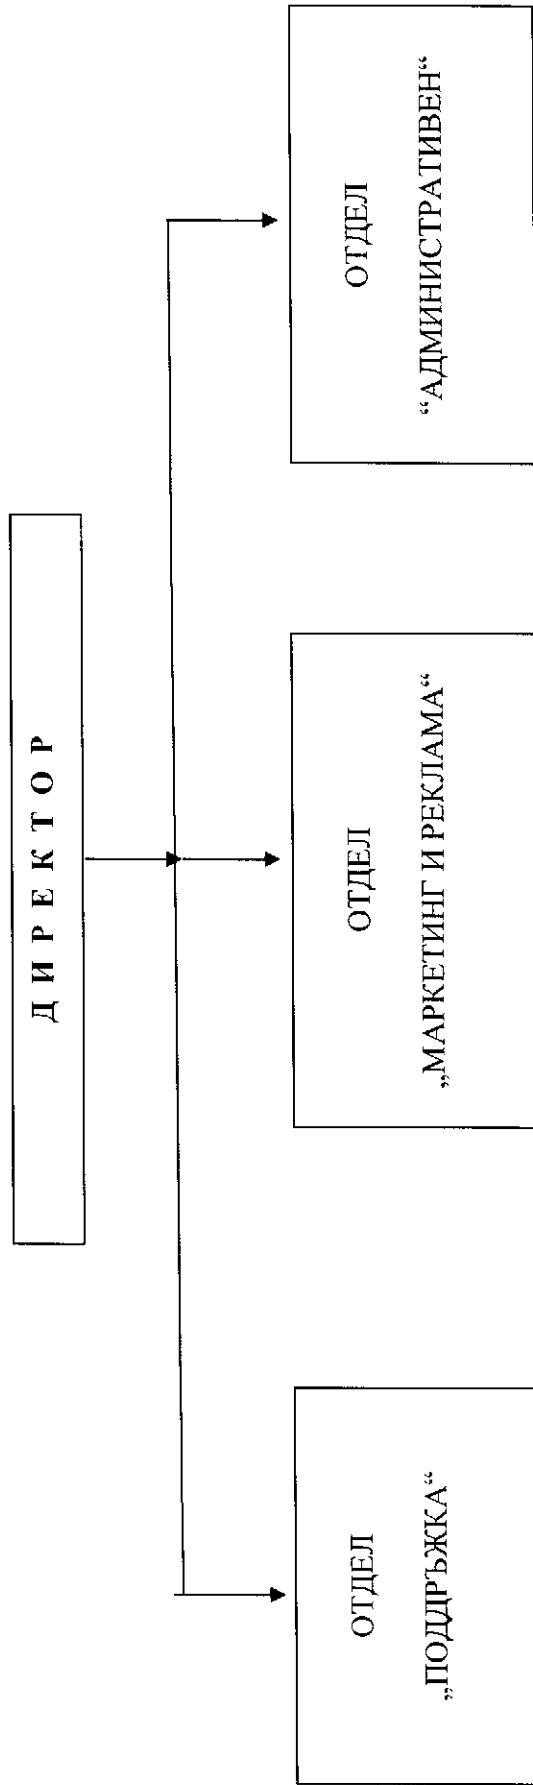 Д И Р Е К Т О Р
ОТДЕЛ
„ПОДДРЪЖКА“
ОТДЕЛ
„МАРКЕТИНГ И РЕКЛАМА“
ОТДЕЛ
“АДМИНИСТРАТИВЕН“